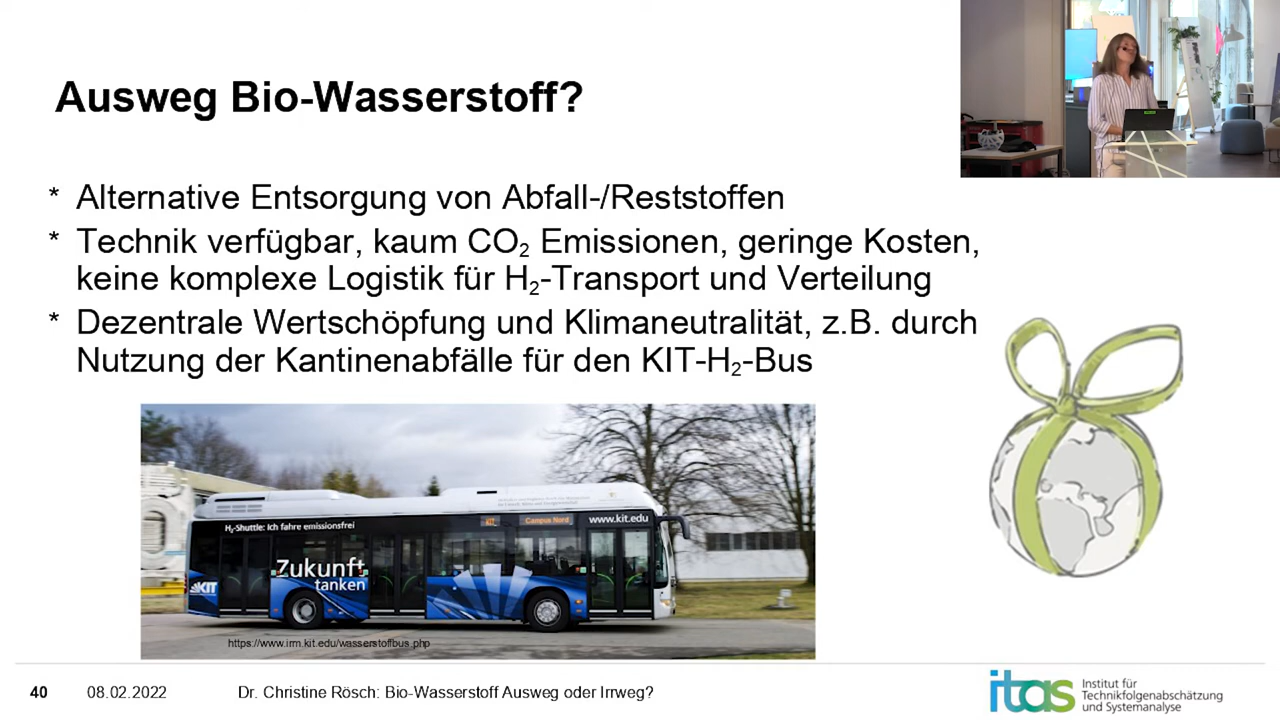 Ausweg Bio-Wasserstoff?
* Alternative Entsorgung von Abfall-/Reststoffen
* Technik verfügbar, kaum CO₂ Emissionen, geringe Kosten,
keine komplexe Logistik für H₂-Transport und Verteilung
* Dezentrale Wertschöpfung und Klimaneutralität, z.B. durch
Nutzung der Kantinenabfälle für den KIT-H₂-Bus
H₂-Shuttle: Ich fahre emissionsfrei
KIT
Campus Nord
www.kit.edu
Zukunft
tanken
KIT
https://www.irm.kit.edu/wasserstoffbus.php
40
08.02.2022
Dr. Christine Rösch: Bio-Wasserstoff Ausweg oder Irrweg?
itas
Institut für
Technikfolgenabschätzung
und Systemanalyse